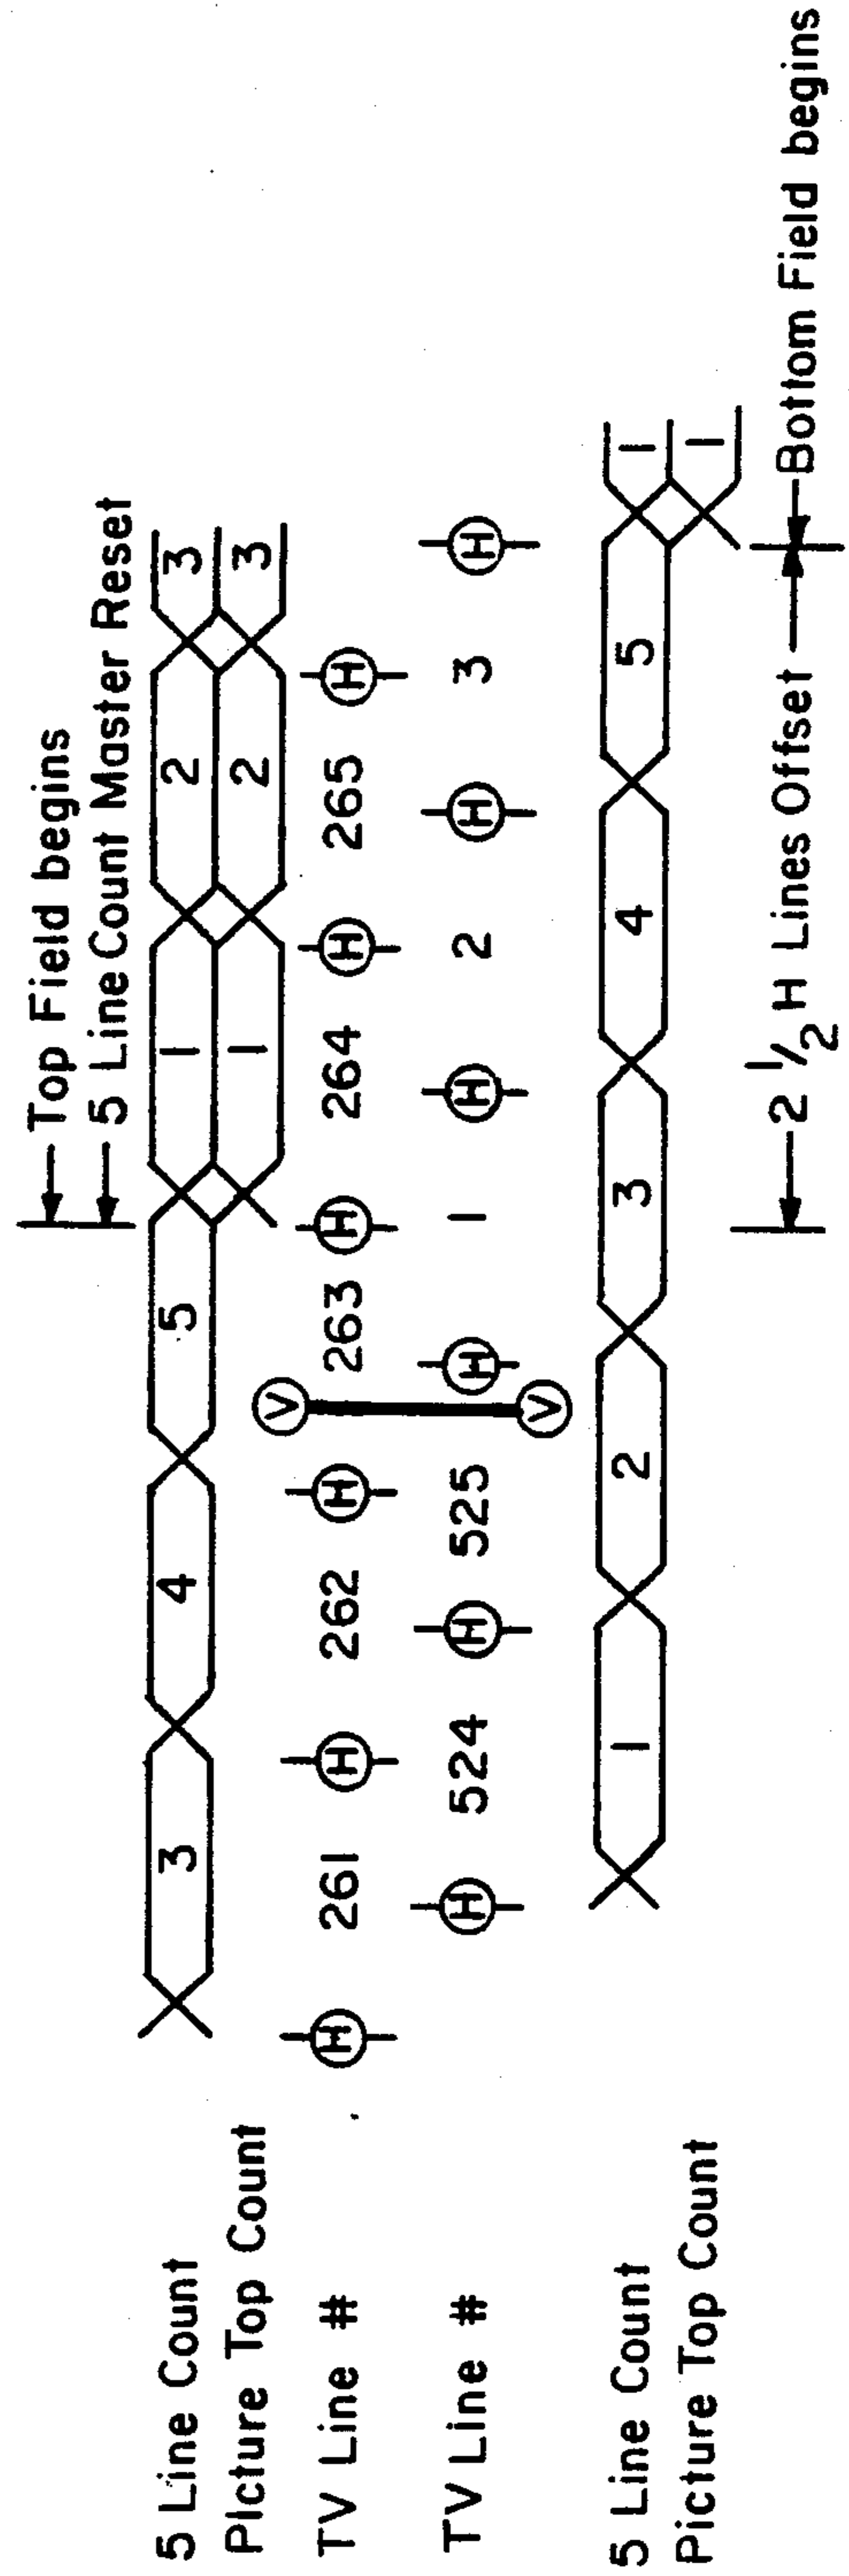 Top Field begins
5 Line Count Master Reset
5 Line Count 3 4 5 1 2 3
Picture Top Count 1 2 3
V
TV Line # H 261 H 262 H 263 H 264 H 265 H
TV Line # H 524 H 525 H 1 H 2 H 3 H
V
5 Line Count 1 2 3 4 5 1
Picture Top Count 1
2 1/2 H Lines Offset
Bottom Field begins